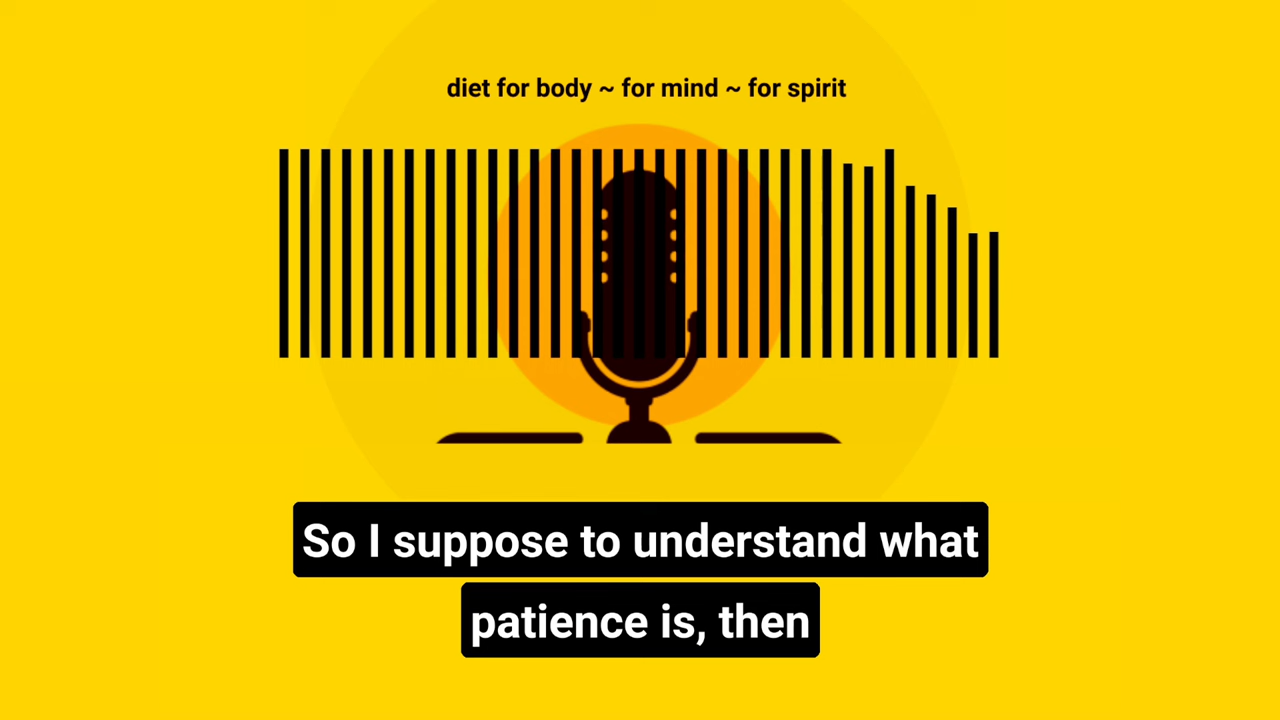 diet for body ~ for mind ~ for spirit
So I suppose to understand what
patience is, then